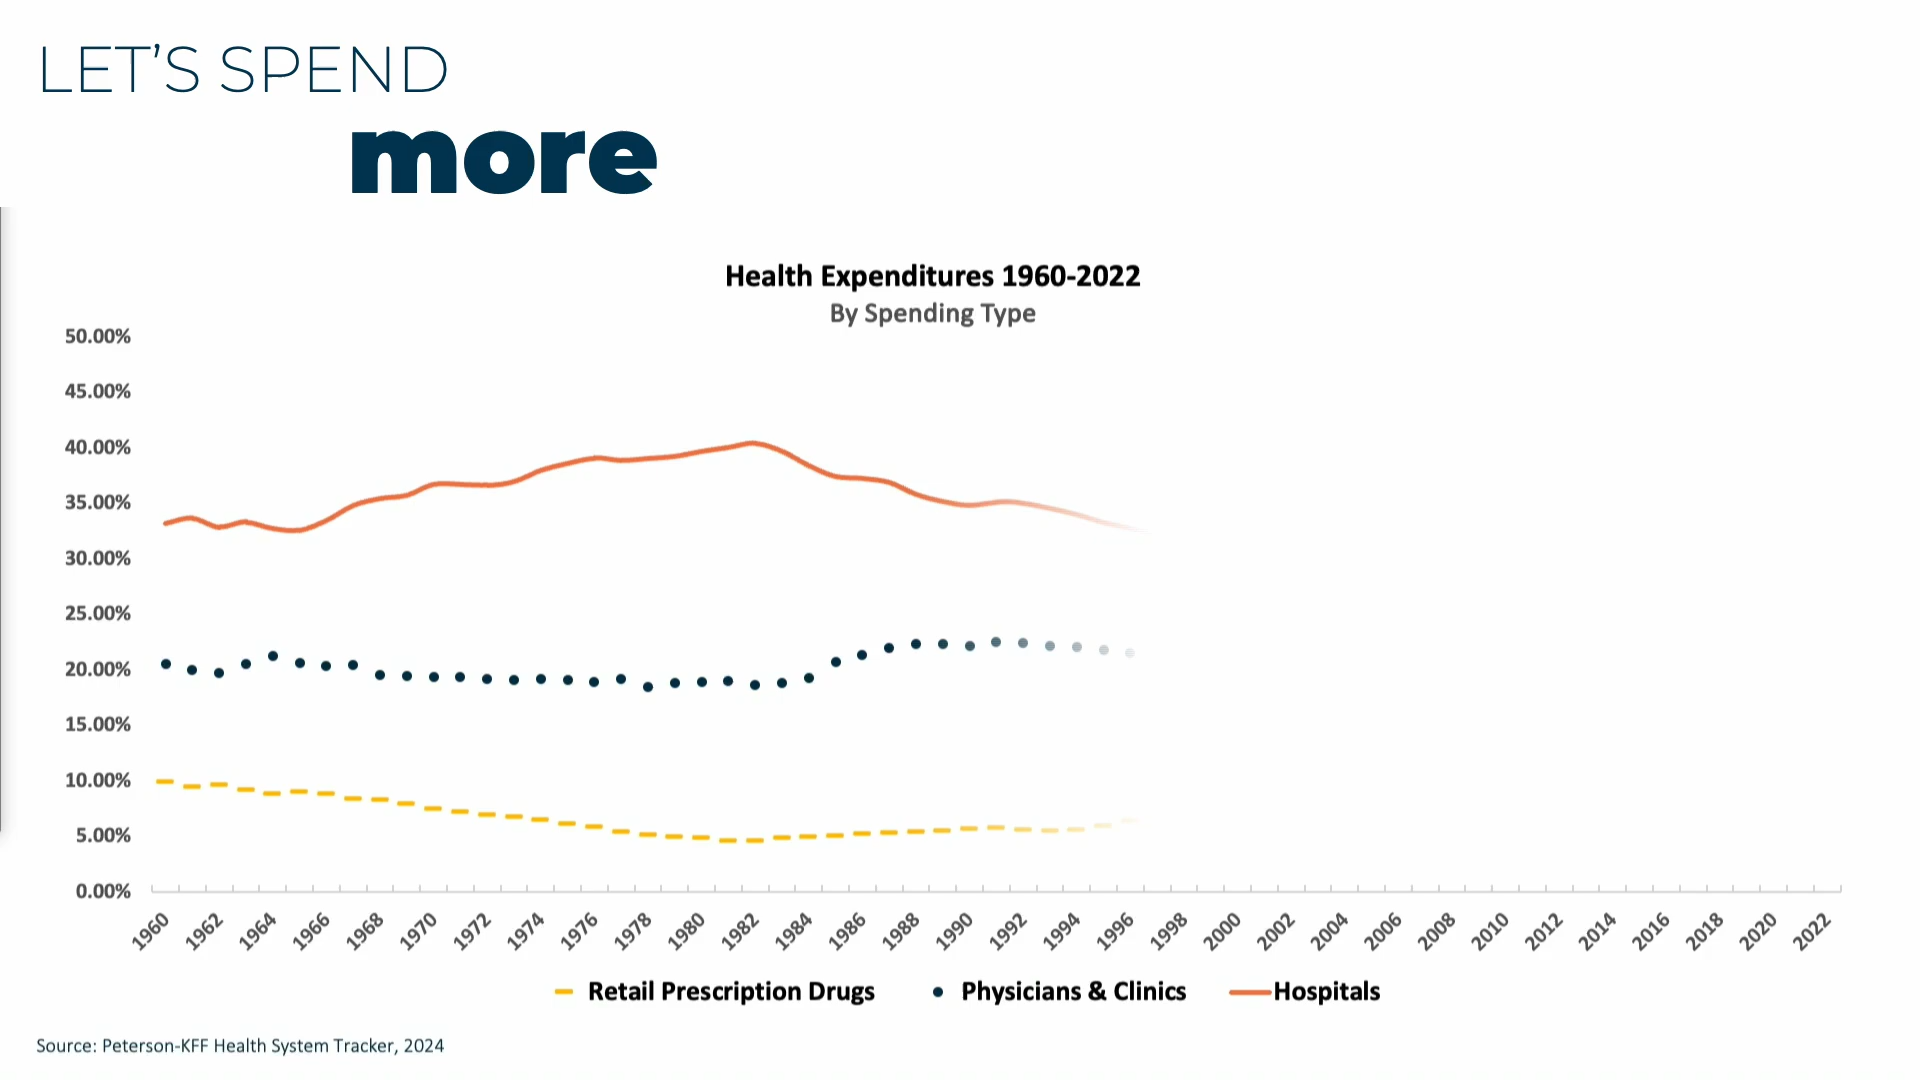 LET'S SPEND
more
Health Expenditures 1960-2022
By Spending Type
50.00%
45.00%
40.00%
35.00%
30.00%
25.00%
20.00%
15.00%
10.00%
5.00%
0.00%
1960 1962 1964 1966 1968 1970 1972 1974 1976 1978 1980 1982 1984 1986 1988 1990 1992 1994 1996 1998 2000 2002 2004 2006 2008 2010 2012 2014 2016 2018 2020 2022
Retail Prescription Drugs Physicians & Clinics Hospitals
Source: Peterson-KFF Health System Tracker, 2024